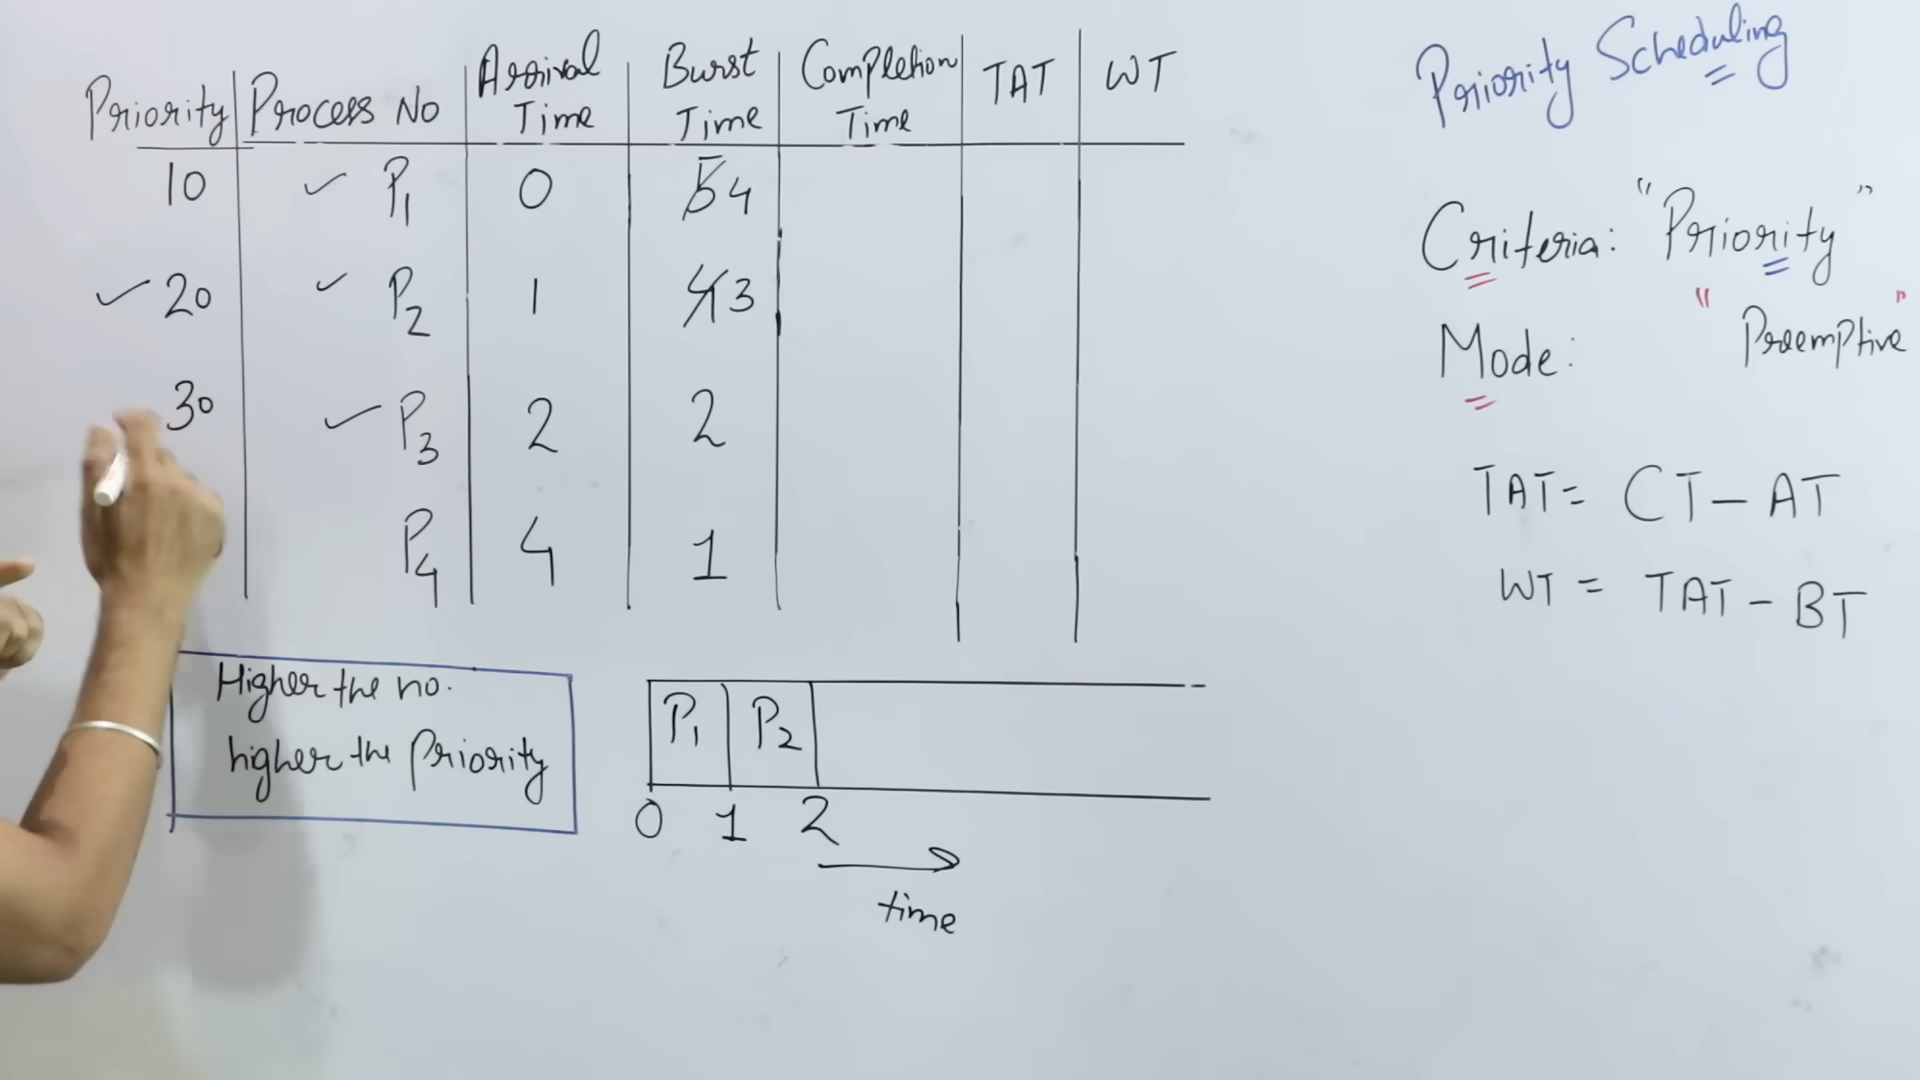 Priority Process No Arrival Time Burst Time Completion Time TAT WT
10 ✓ P1 0 5 4
✓ 20 ✓ P2 1 4 3
30 ✓ P3 2 2
P4 4 1
Higher the no.
higher the Priority
P1 P2
0 1 2
time
Priority Scheduling
Criteria: "Priority"
Mode: "Preemptive"
TAT = CT - AT
WT = TAT - BT